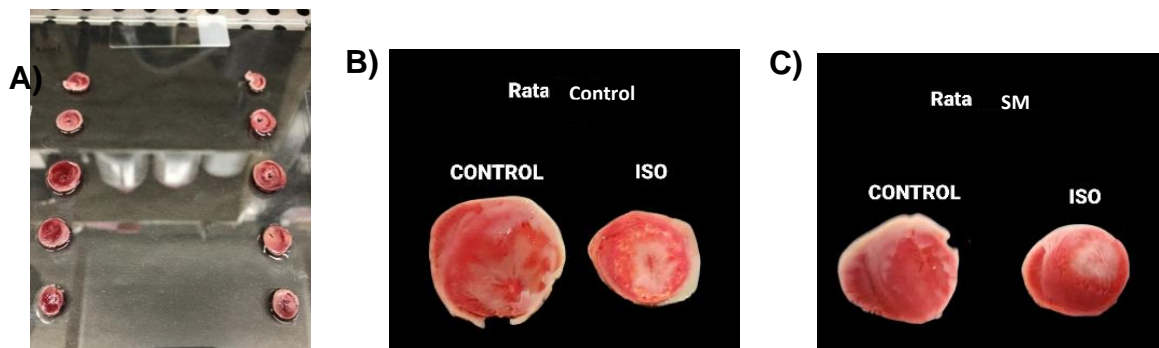 A)
B)
Rata Control
CONTROL ISO
C)
Rata SM
CONTROL ISO